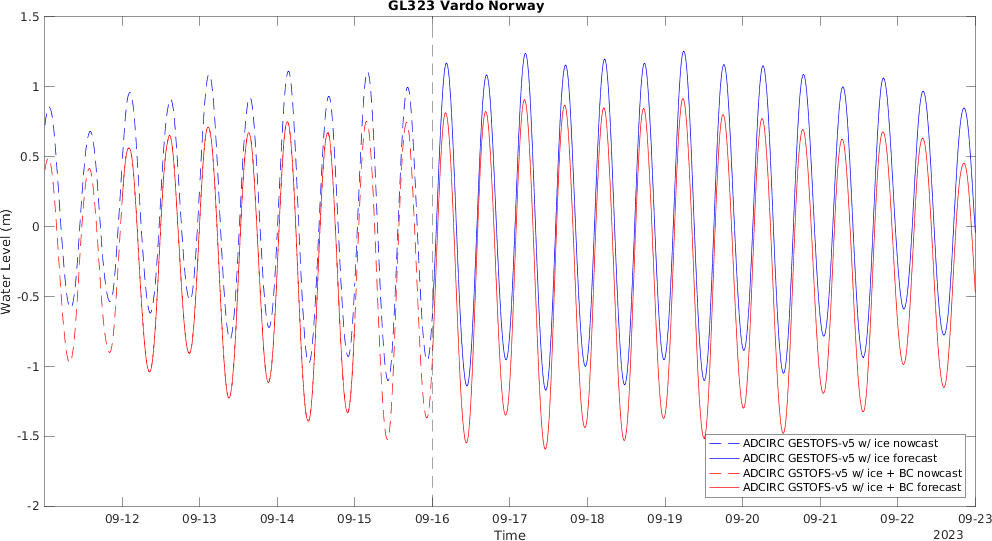 GL323 Vardo Norway
1.5
1
0.5
0
-0.5
-1
-1.5
-2
Water Level (m)
09-12 09-13 09-14 09-15 09-16 09-17 09-18 09-19 09-20 09-21 09-22 09-23
Time
2023
ADCIRC GESTOFS-v5 w/ ice nowcast
ADCIRC GESTOFS-v5 w/ ice forecast
ADCIRC GSTOFS-v5 w/ ice + BC nowcast
ADCIRC GSTOFS-v5 w/ ice + BC forecast